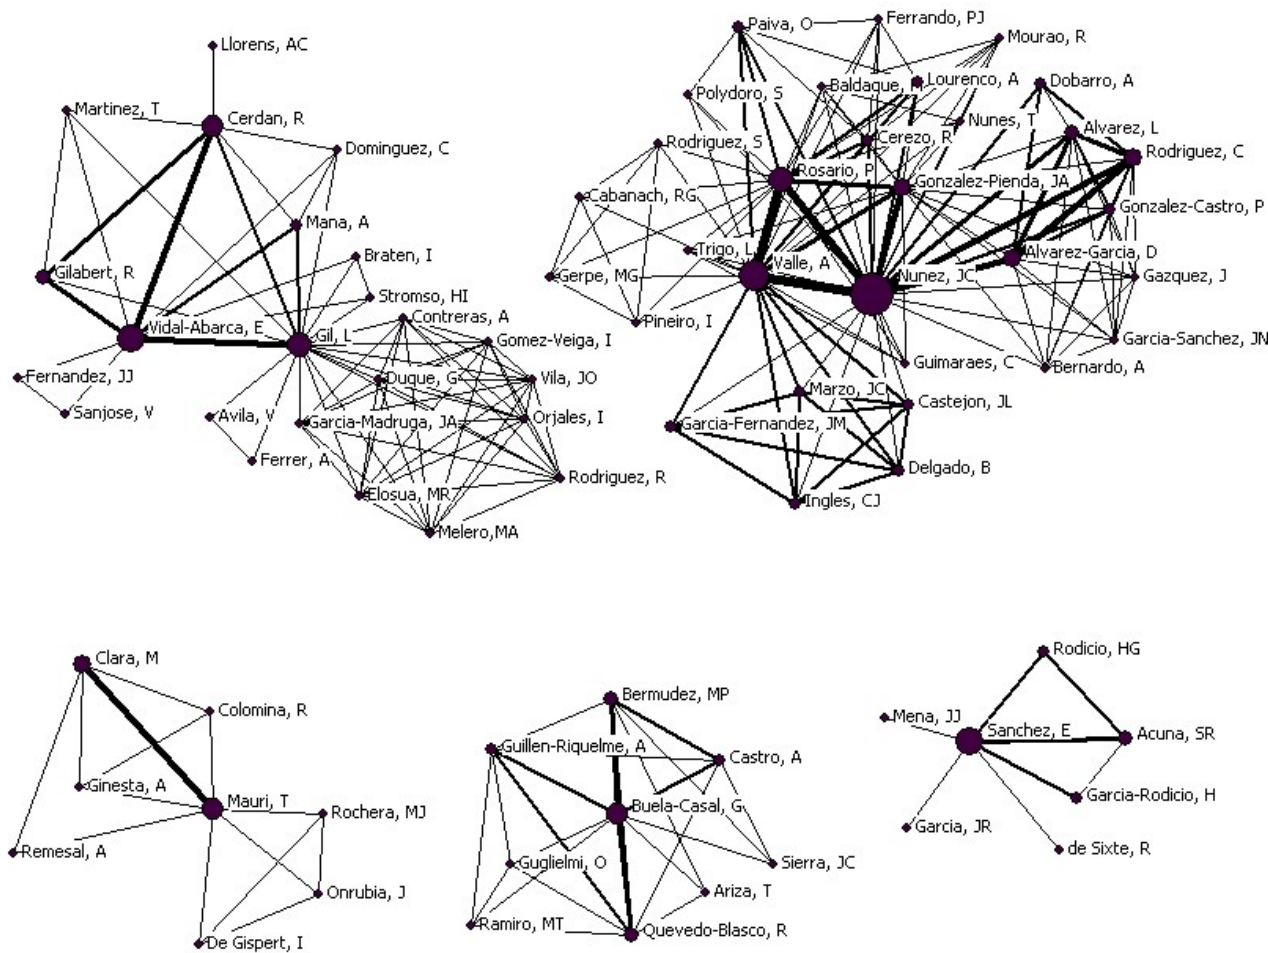 Llorens, AC
Martinez, T
Cerdan, R
Dominguez, C
Mana, A
Braten, I
Gilabert, R
Stromso, HI
Vidal-Abarca, E
Gil, L
Contreras, A
Gomez-Veiga, I
Fernandez, JJ
Duque, G
Vila, JO
Sanjose, V
Avila, V
Garcia-Madruga, JA
Orjales, I
Ferrer, A
Rodriguez, R
Elosua, MR
Melero,MA
Paiva, O
Ferrando, PJ
Mourao, R
Polydoro, S
Baldaque,
Lourenco, A
Dobarro, A
Nunes, T
Alvarez, L
Rodriguez, S
Cerezo, R
Rodriguez, C
Rosario, P
Gonzalez-Pienda, JA
Cabanach, RG
Gonzalez-Castro, P
Trigo, L
Valle, A
Alvarez-Garcia, D
Gerpe, MG
Nunez, JC
Gazquez, J
Pineiro, I
Garcia-Sanchez, JN
Guimaraes, C
Bernardo, A
Marzo, JC
Castejon, JL
Garcia-Fernandez, JM
Delgado, B
Ingles, CJ
Clara, M
Colomina, R
Ginesta, A
Mauri, T
Rochera, MJ
Remesal, A
Onrubia, J
De Gispert, I
Bermudez, MP
Guillen-Riquelme, A
Castro, A
Buela-Casal, G
Guglielmi, O
Sierra, JC
Ariza, T
Ramiro, MT
Quevedo-Blasco, R
Rodicio, HG
Mena, JJ
Sanchez, E
Acuna, SR
Garcia-Rodicio, H
Garcia, JR
de Sixte, R